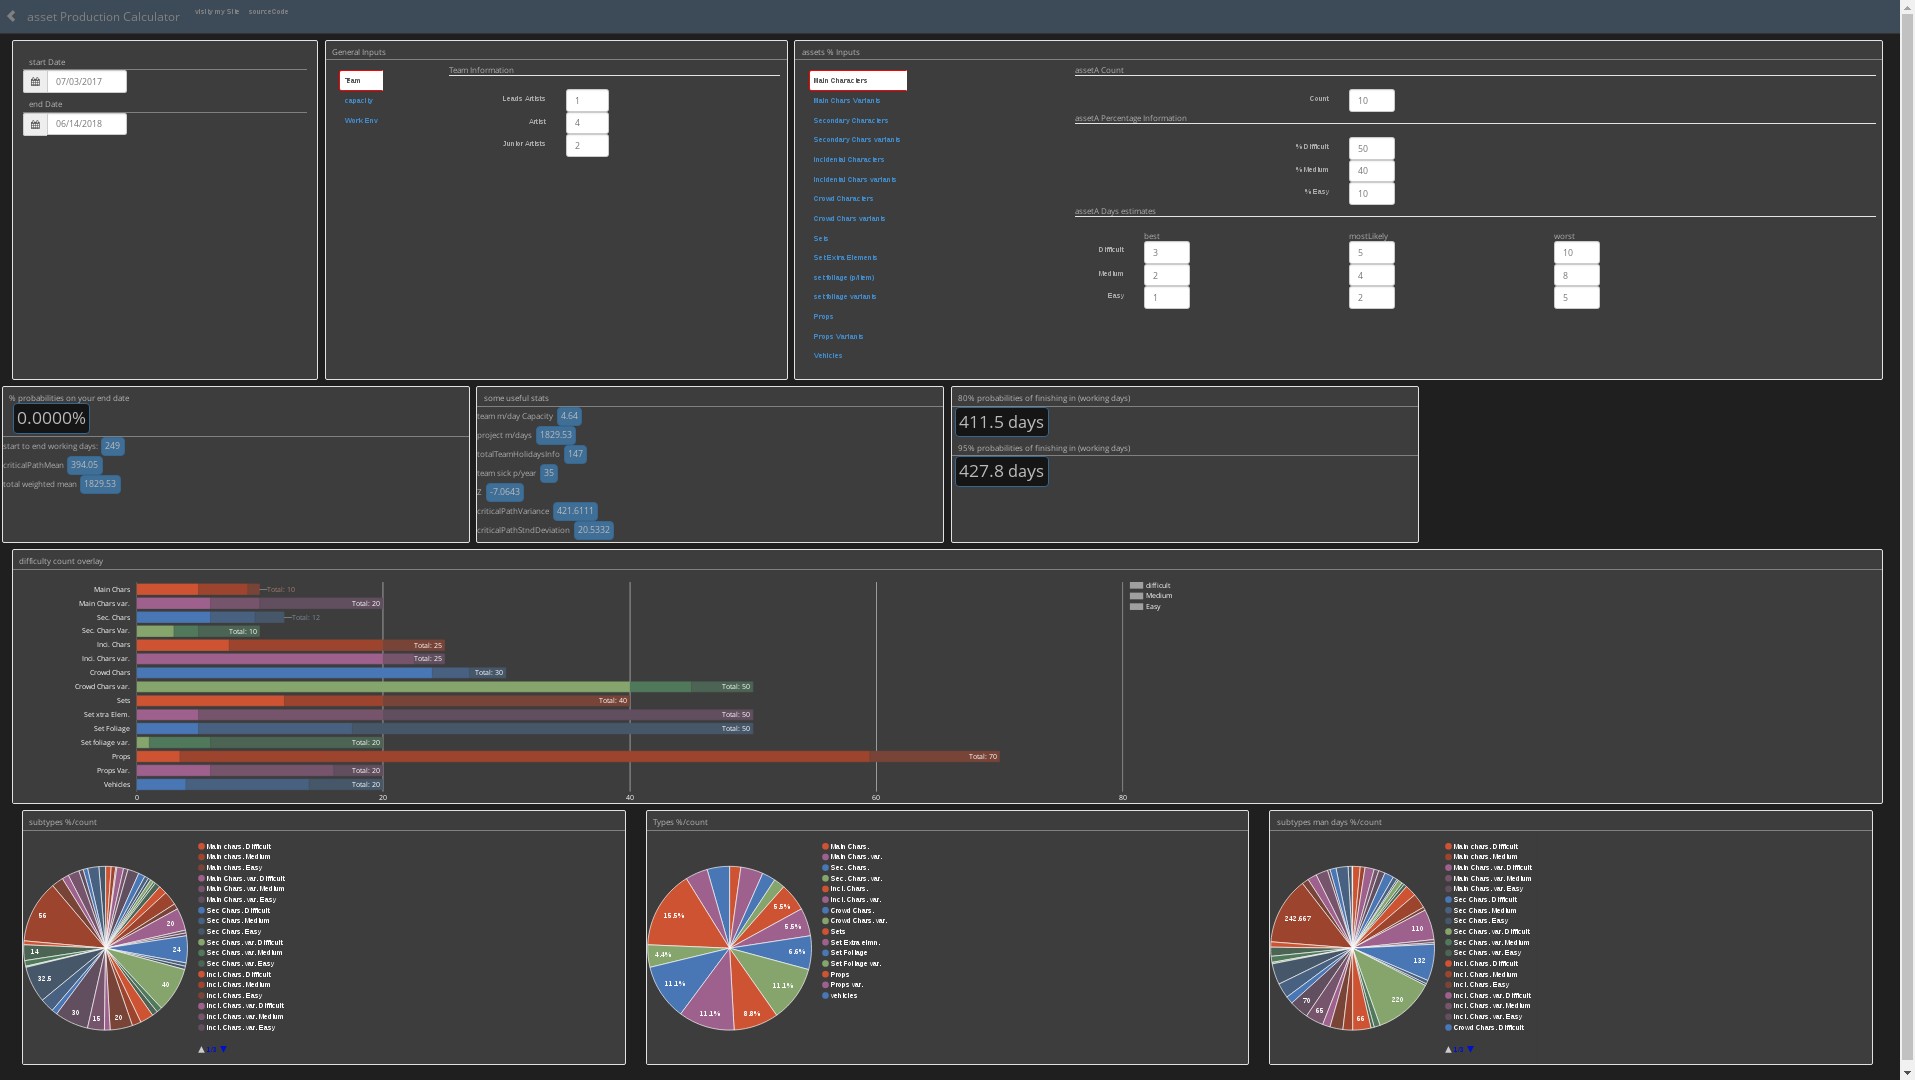 asset Production Calculator
visity my Site sourceCode
start Date
07/03/2017
end Date
06/14/2018
General Inputs
Team
capacity
Work Env
Team Information
Leads Artists 1
Artist 4
Junior Artists 2
assets % Inputs
Main Characters
Main Chars Variants
Secondary Characters
Secondary Chars variants
Incidental Characters
Incidental Chars variants
Crowd Characters
Crowd Chars variants
Sets
Set Extra Elements
set follage (p/item)
set follage variants
Props
Props Variants
Vehicles
assetA Count
Count 10
assetA Percentage Information
% Difficult 50
% Medium 40
% Easy 10
assetA Days estimates
best mostLikely worst
Difficult 3 5 10
Medium 2 4 8
Easy 1 2 5
% probabilities on your end date
0.0000%
start to end working days: 249
criticalPathMean 394.05
total weighted mean 1829.53
some useful stats
team m/day Capacity 4.64
project m/days 1829.53
totalTeamHolidaysInfo 147
team sick p/year 35
Z -7.0643
criticalPathVariance 421.6111
criticalPathStndDeviation 20.5332
80% probabilities of finishing in (working days)
411.5 days
95% probabilities of finishing in (working days)
427.8 days
difficulty count overlay
Main Chars Total: 10
Main Chars var. Total: 20
Sec. Chars Total: 12
Sec. Chars Var. Total: 10
Inci. Chars Total: 25
Inci. Chars var. Total: 25
Crowd Chars Total: 30
Crowd Chars var. Total: 50
Sets Total: 40
Set xtra Elem. Total: 50
Set Foliage Total: 50
Set foliage var. Total: 20
Props Total: 70
Props Var. Total: 20
Vehicles Total: 20
0 20 40 60 80
difficult
Medium
Easy
subtypes %/count
56
14
32.5
30
15
20
40
24
20
Main chars. Difficult
Main chars. Medium
Main chars. Easy
Main Chars. var. Difficult
Main Chars. var. Medium
Main Chars. var. Easy
Sec Chars. Difficult
Sec Chars. Medium
Sec Chars. Easy
Sec Chars. var. Difficult
Sec Chars. var. Medium
Sec Chars. var. Easy
Inci. Chars. Difficult
Inci. Chars. Medium
Inci. Chars. Easy
Inci. Chars. var. Difficult
Inci. Chars. var. Medium
Inci. Chars. var. Easy
1/3
Types %/count
15.5%
4.4%
11.1%
11.1%
8.8%
11.1%
6.6%
5.5%
5.5%
Main Chars.
Main Chars. var.
Sec. Chars.
Sec. Chars. var.
Incl. Chars.
Incl. Chars. var.
Crowd Chars.
Crowd Chars. var.
Sets
Set Extra elmn.
Set Foliage
Set Foliage var.
Props
Props var.
vehicles
subtypes man days %/count
242.667
70
65
66
220
132
110
Main chars. Difficult
Main chars. Medium
Main Chars. var. Difficult
Main Chars. var. Medium
Main Chars. var. Easy
Sec Chars. Difficult
Sec Chars. Medium
Sec Chars. Easy
Sec Chars. var. Difficult
Sec Chars. var. Medium
Sec Chars. var. Easy
Inci. Chars. Difficult
Inci. Chars. Medium
Inci. Chars. Easy
Inci. Chars. var. Difficult
Inci. Chars. var. Medium
Inci. Chars. var. Easy
Crowd Chars. Difficult
1/3